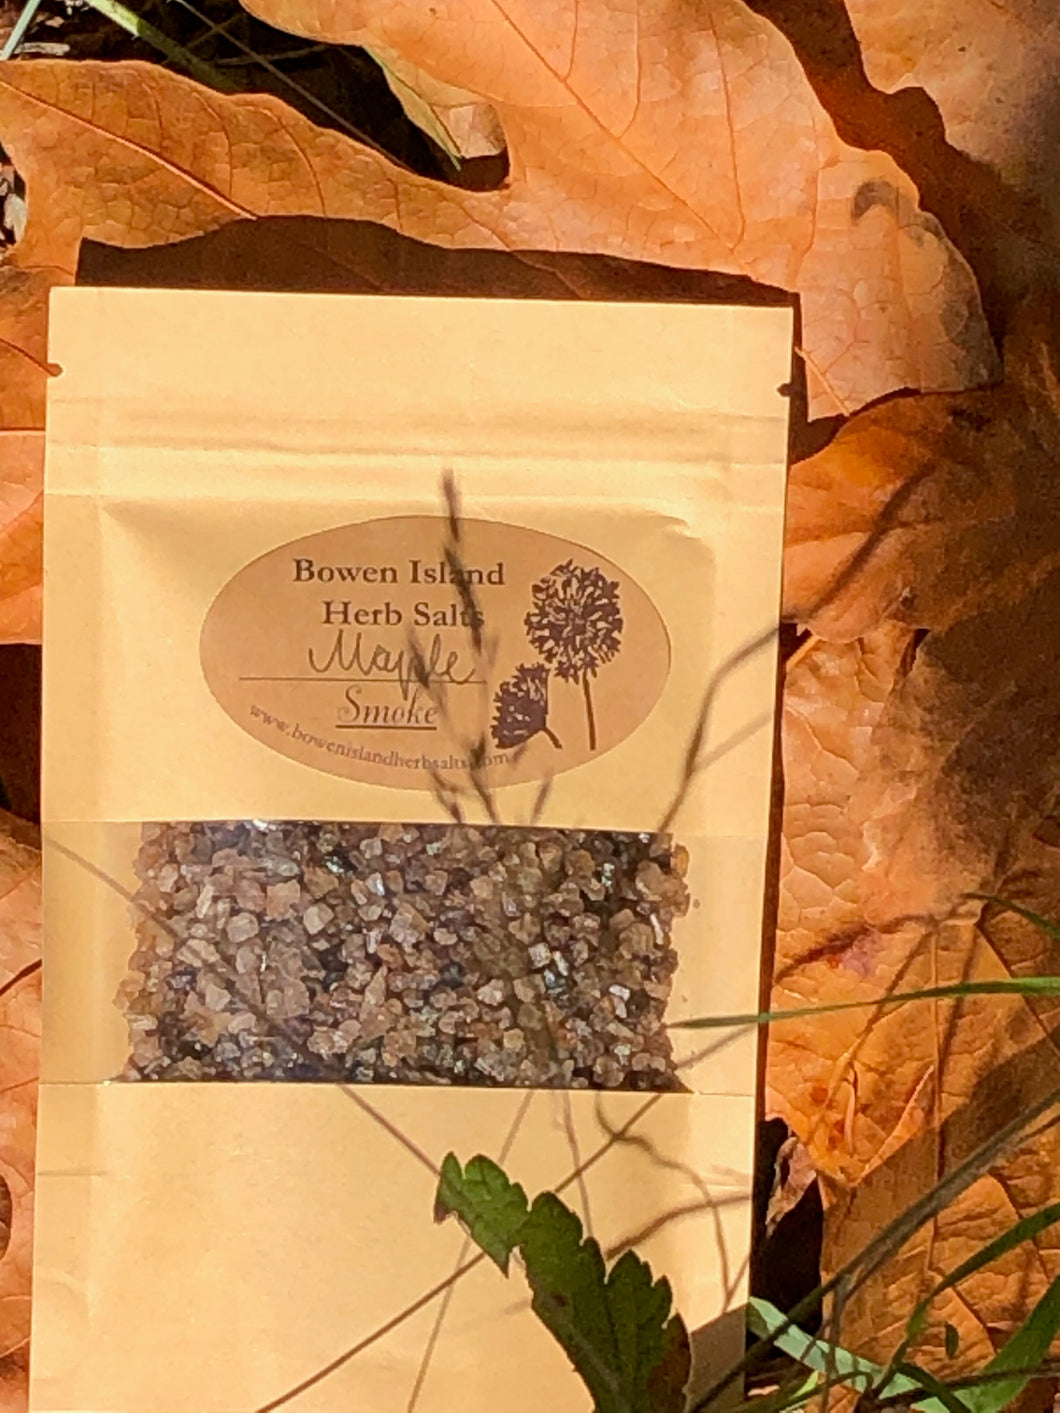 Bowen Island
Herb Salts
Maple
Smoke
www.bowenislandherbsalts.com